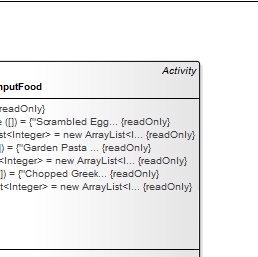 Activity
nputFood
readOnly}
e ([]) = {"Scrambled Egg... {readOnly}
st<Integer> = new ArrayList<I... {readOnly}
) = {"Garden Pasta ... {readOnly}
<Integer> = new ArrayList<I... {readOnly}
]) = {"Chopped Greek... {readOnly}
t<Integer> = new ArrayList<I... {readOnly}